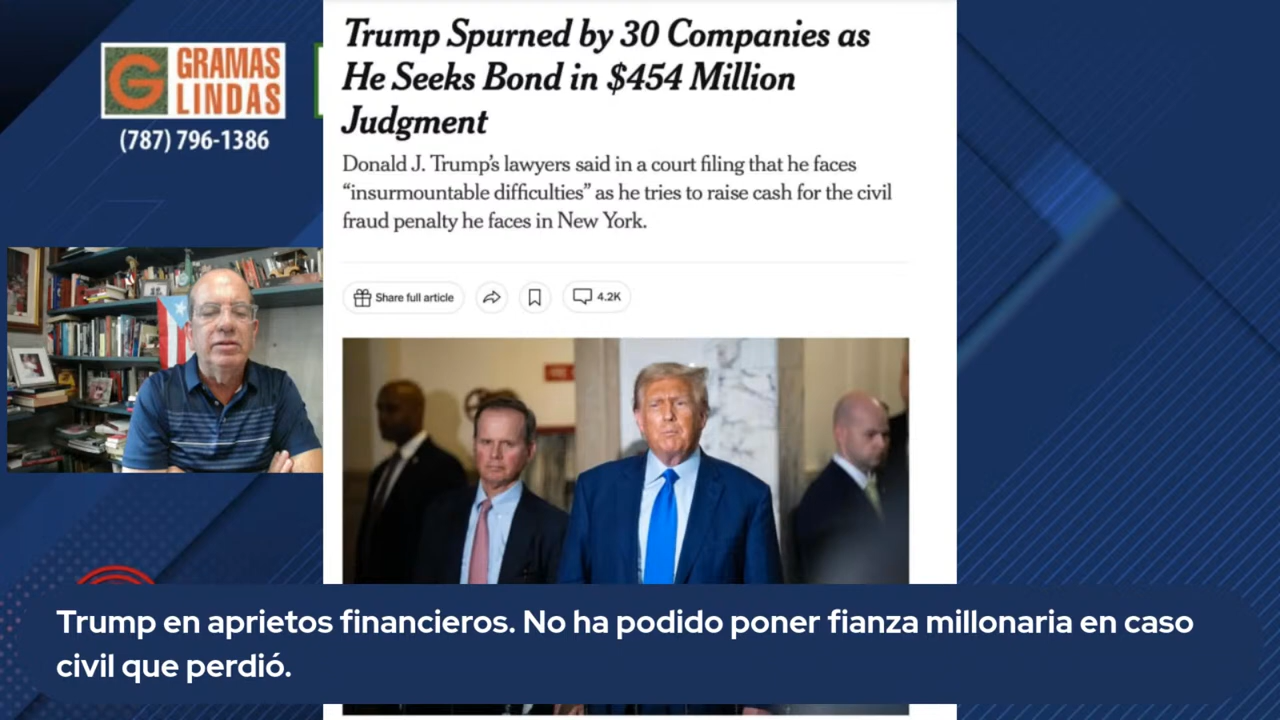 GRAMAS
LINDAS
(787) 796-1386
Trump Spurned by 30 Companies as
He Seeks Bond in $454 Million
Judgment
Donald J. Trump’s lawyers said in a court filing that he faces
“insurmountable difficulties” as he tries to raise cash for the civil
fraud penalty he faces in New York.
Share full article
4.2K
Trump en aprietos financieros. No ha podido poner fianza millonaria en caso
civil que perdió.